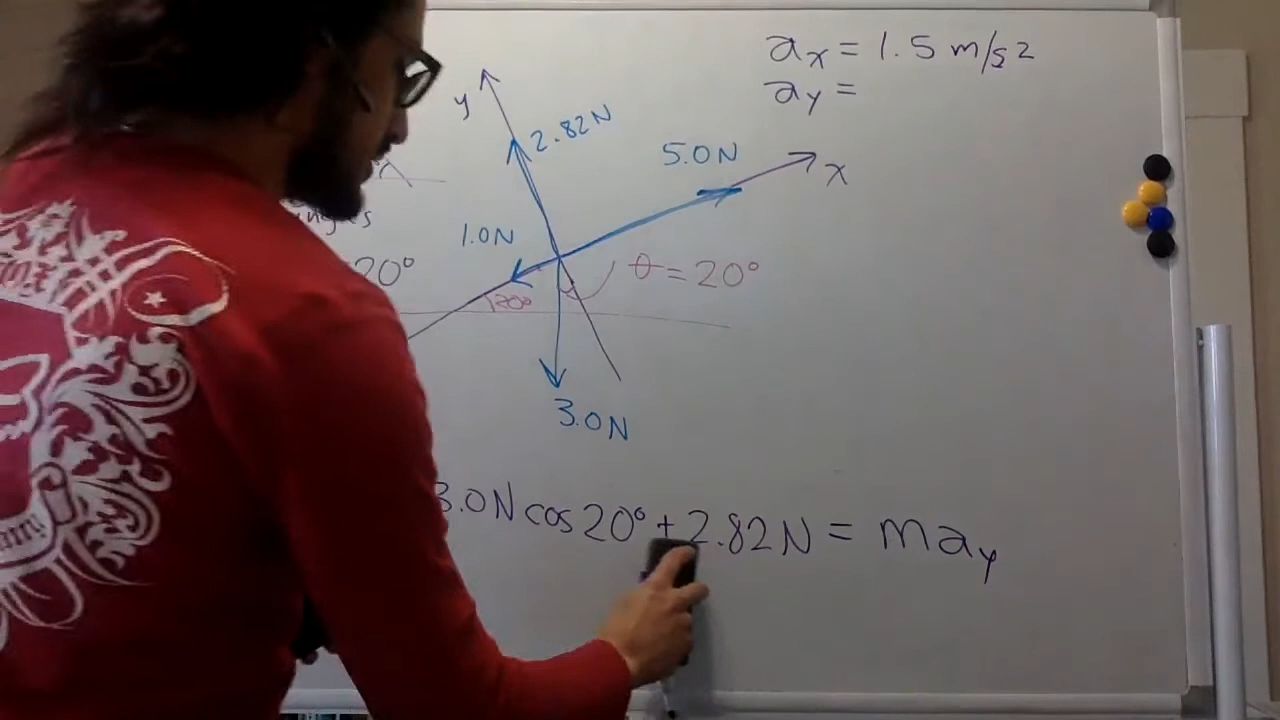 ax = 1.5 m/s2
ay =
y
2.82N
5.0N
x
1.0N
20°
θ = 20°
20°
3.0N
3.0N cos 20° + 2.82N = may